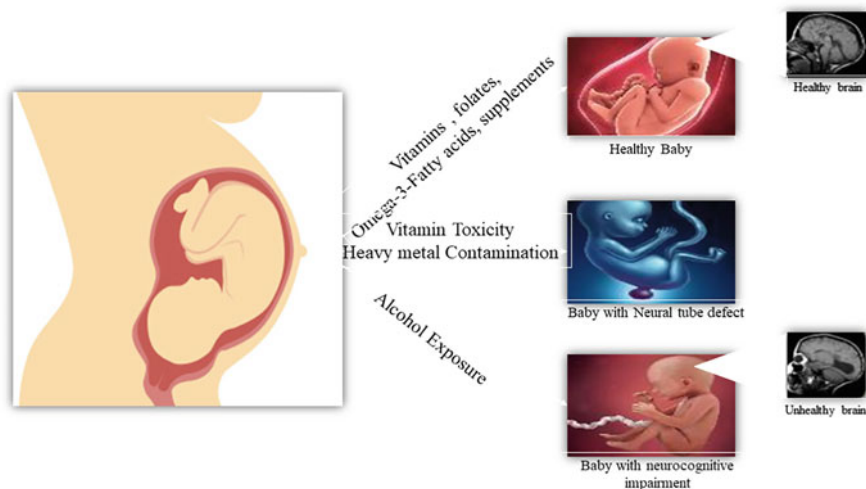 Vitamins , folates,
Omega-3-Fatty acids, supplements
Healthy Baby
Healthy brain
Vitamin Toxicity
Heavy metal Contamination
Baby with Neural tube defect
Alcohol Exposure
Baby with neurocognitive
impairment
Unhealthy brain